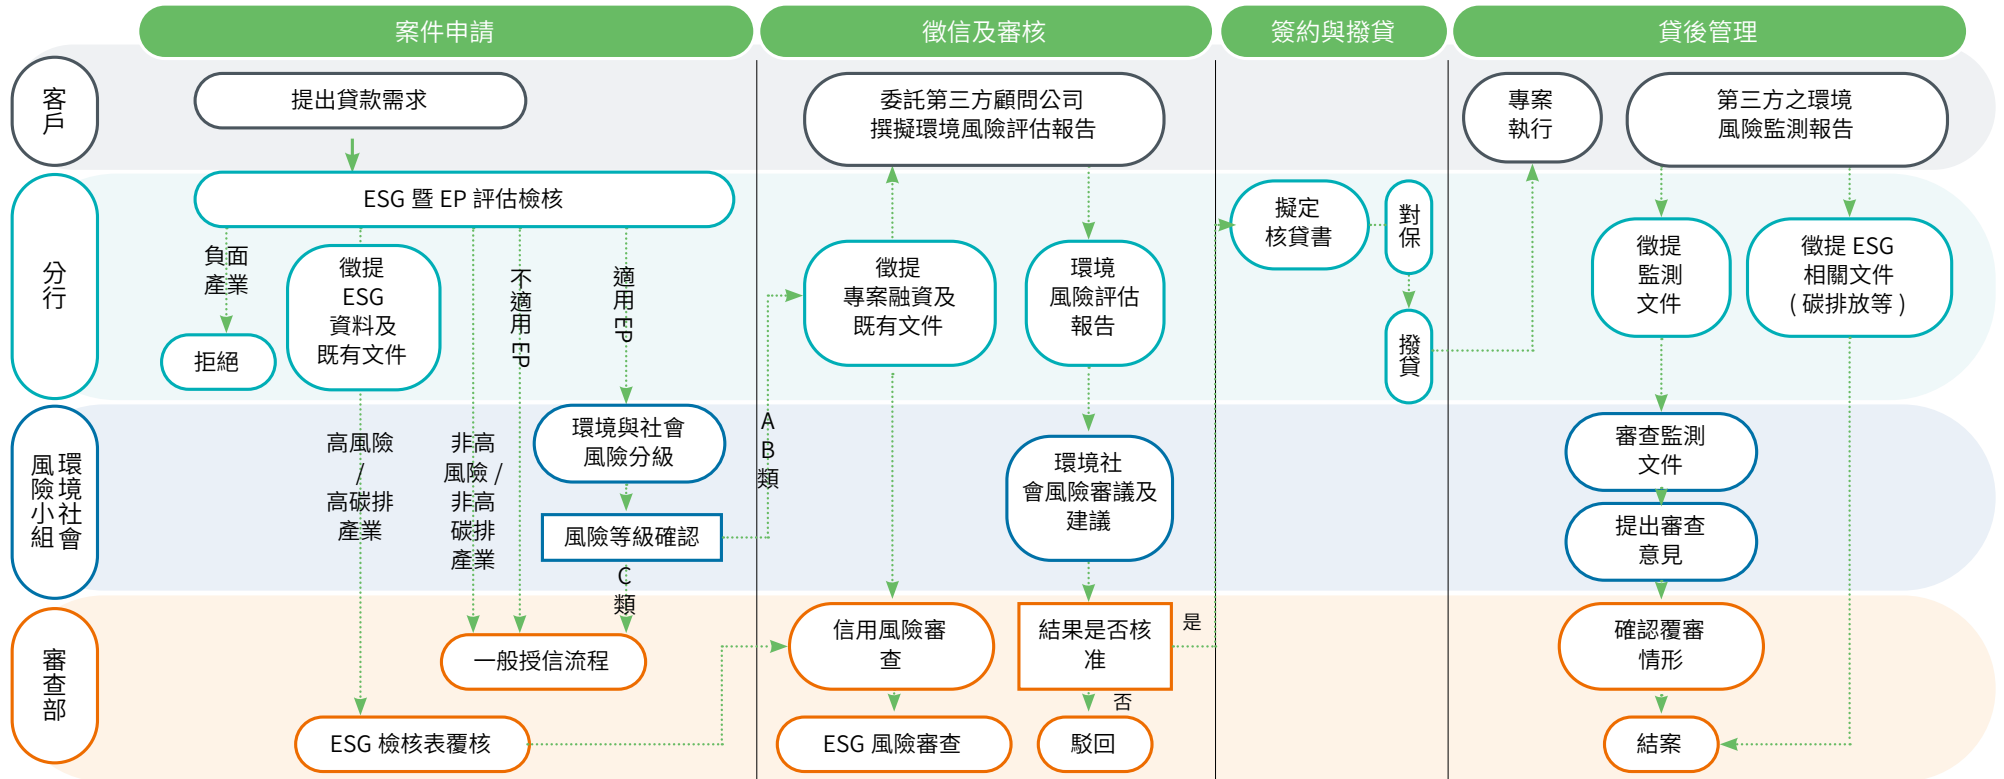 案件申請
徵信及審核
簽約與撥貸
貸後管理
客戶
提出貸款需求
委託第三方顧問公司
撰擬環境風險評估報告
專案
執行
第三方之環境
風險監測報告
分行
ESG 暨 EP 評估檢核
負面
產業
拒絕
徵提
ESG
資料及
既有文件
不適用 EP
適用 EP
徵提
專案融資及
既有文件
環境
風險評估
報告
擬定
核貸書
對保
撥貸
徵提
監測
文件
徵提 ESG
相關文件
( 碳排放等 )
環境社會
風險小組
高風險
/
高碳排
產業
非高
風險 /
非高
碳排
產業
環境與社會
風險分級
風險等級確認
A
B
類
C
類
環境社
會風險審議及
建議
審查監測
文件
提出審查
意見
審查部
一般授信流程
ESG 檢核表覆核
信用風險審
查
ESG 風險審查
結果是否核
准
是
否
駁回
確認覆審
情形
結案